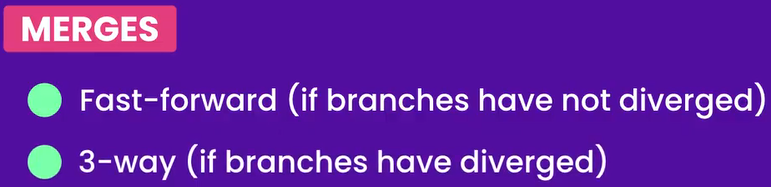 MERGES
Fast-forward (if branches have not diverged)
3-way (if branches have diverged)